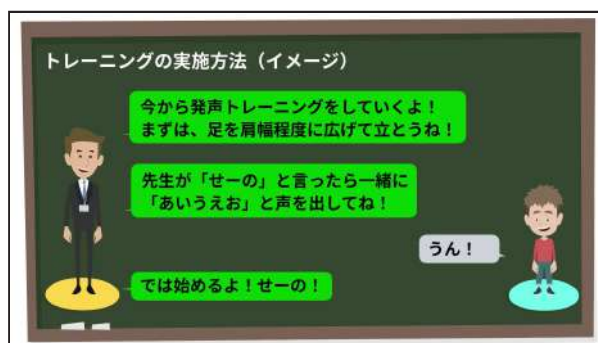 トレーニングの実施方法（イメージ）
今から発声トレーニングをしていくよ！
まずは、足を肩幅程度に広げて立とうね！
先生が「せーの」と言ったら一緒に
「あいうえお」と声を出してね！
うん！
では始めるよ！せーの！